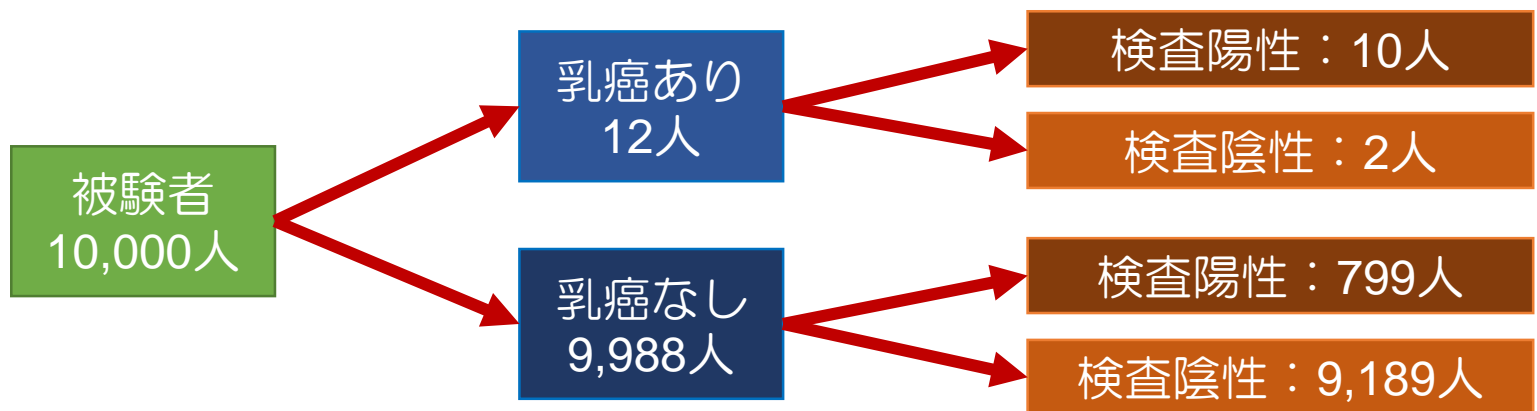 被験者
10,000人
乳癌あり
12人
乳癌なし
9,988人
検査陽性：10人
検査陰性：2人
検査陽性：799人
検査陰性：9,189人